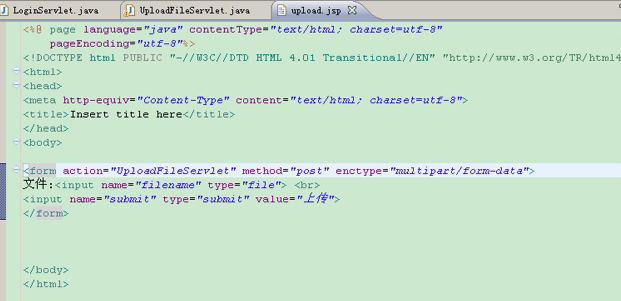 LoginServlet.java UploadFileServlet.java upload.jsp
<%@ page language="java" contentType="text/html; charset=utf-8"
pageEncoding="utf-8"%>
<!DOCTYPE html PUBLIC "-//W3C//DTD HTML 4.01 Transitional//EN" "http://www.w3.org/TR/html4
<html>
<head>
<meta http-equiv="Content-Type" content="text/html; charset=utf-8">
<title>Insert title here</title>
</head>
<body>
<form action="UploadFileServlet" method="post" enctype="multipart/form-data">
文件:<input name="filename" type="file"> <br>
<input name="submit" type="submit" value="上传">
</form>
</body>
</html>